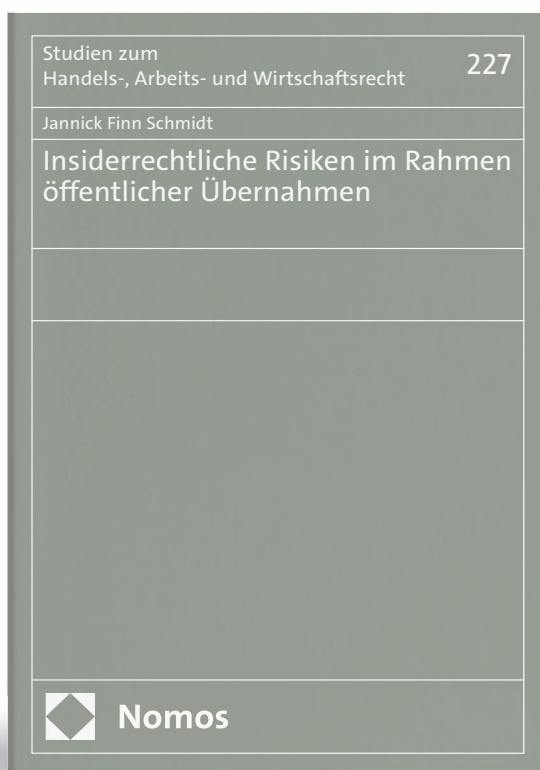 Studien zum
Handels-, Arbeits- und Wirtschaftsrecht
227
Jannick Finn Schmidt
Insiderrechtliche Risiken im Rahmen
öffentlicher Übernahmen
Nomos